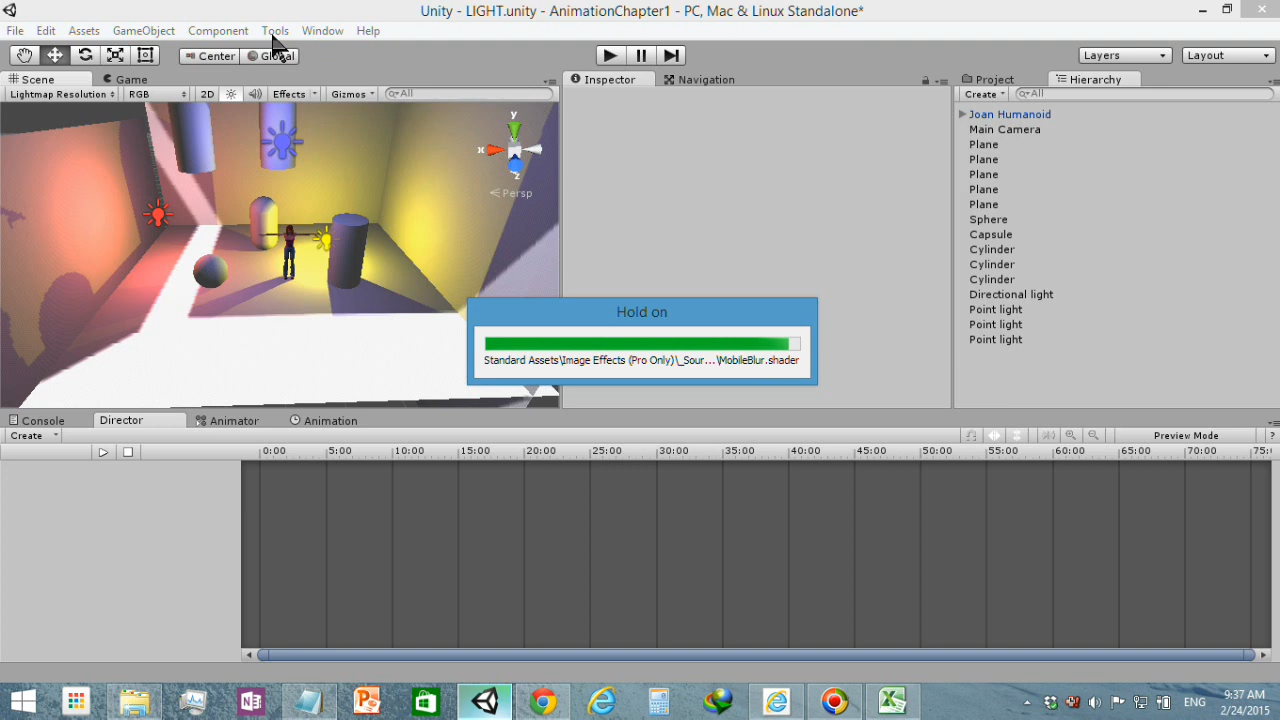 Unity - LIGHT.unity - AnimationChapter1 - PC, Mac & Linux Standalone*
File Edit Assets GameObject Component Tools Window Help
Center Global Layers Layout
Scene Game Inspector Navigation Project Hierarchy
Lightmap Resolution RGB 2D Effects Gizmos All Create All
Joan Humanoid
Main Camera
Plane
Plane
Plane
Plane
Plane
Sphere
Capsule
Cylinder
Cylinder
Cylinder
Directional light
Point light
Point light
Point light
y
x
z
Persp
Hold on
Standard Assets\Image Effects (Pro Only)\_Sour...\MobileBlur.shader
Console Director Animator Animation
Create Preview Mode ?
0:00 5:00 10:00 15:00 20:00 25:00 30:00 35:00 40:00 45:00 50:00 55:00 60:00 65:00 70:00 75:
9:37 AM
ENG
2/24/2015